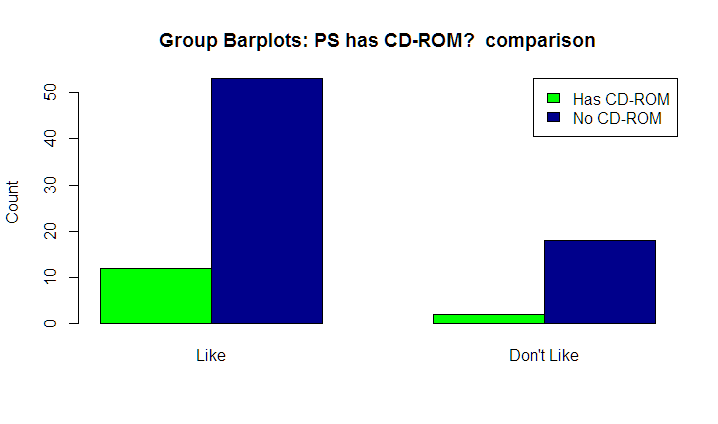 Group Barplots: PS has CD-ROM?  comparison
Has CD-ROM
No CD-ROM
Count
50
40
30
20
10
0
Like
Don't Like